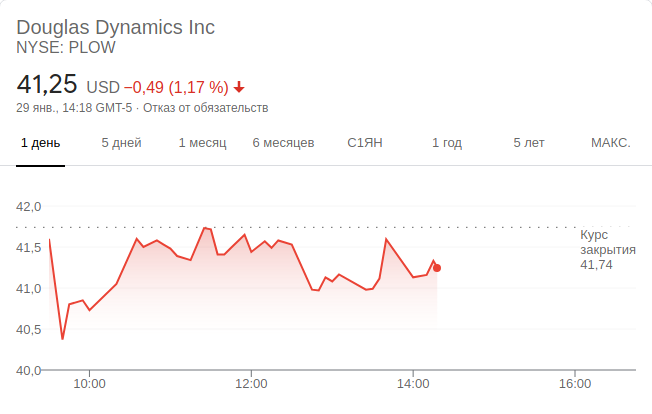 Douglas Dynamics Inc
NYSE: PLOW
41,25 USD −0,49 (1,17 %)
29 янв., 14:18 GMT-5 · Отказ от обязательств
1 день 5 дней 1 месяц 6 месяцев С1ЯН 1 год 5 лет МАКС.
42,0
Курс
закрытия
41,74
41,5
41,0
40,5
40,0
10:00 12:00 14:00 16:00